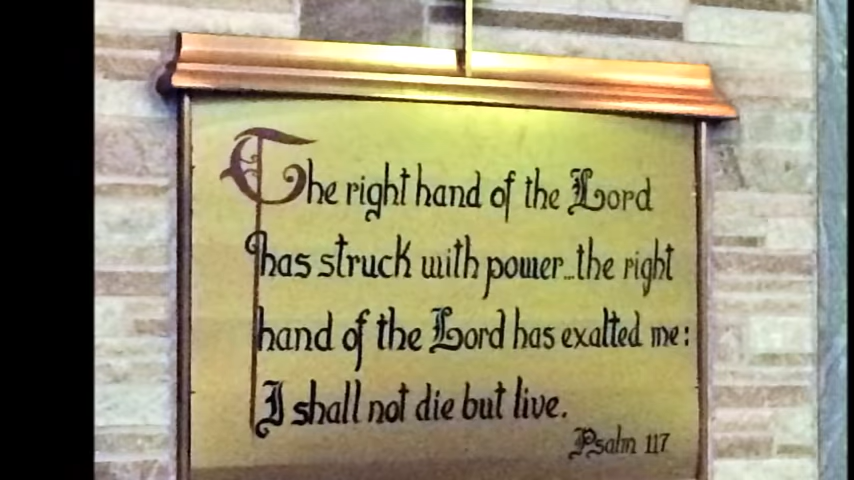 The right hand of the Lord
has struck with power...the right
hand of the Lord has exalted me:
I shall not die but live.
Psalm 117